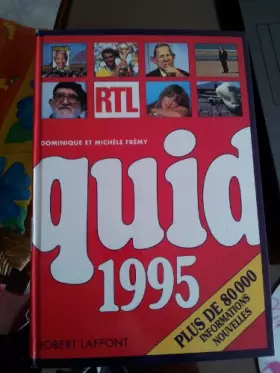 RTL
DOMINIQUE ET MICHÈLE FRÉMY
quid
1995
PLUS DE 80 000
INFORMATIONS
NOUVELLES
ROBERT LAFFONT